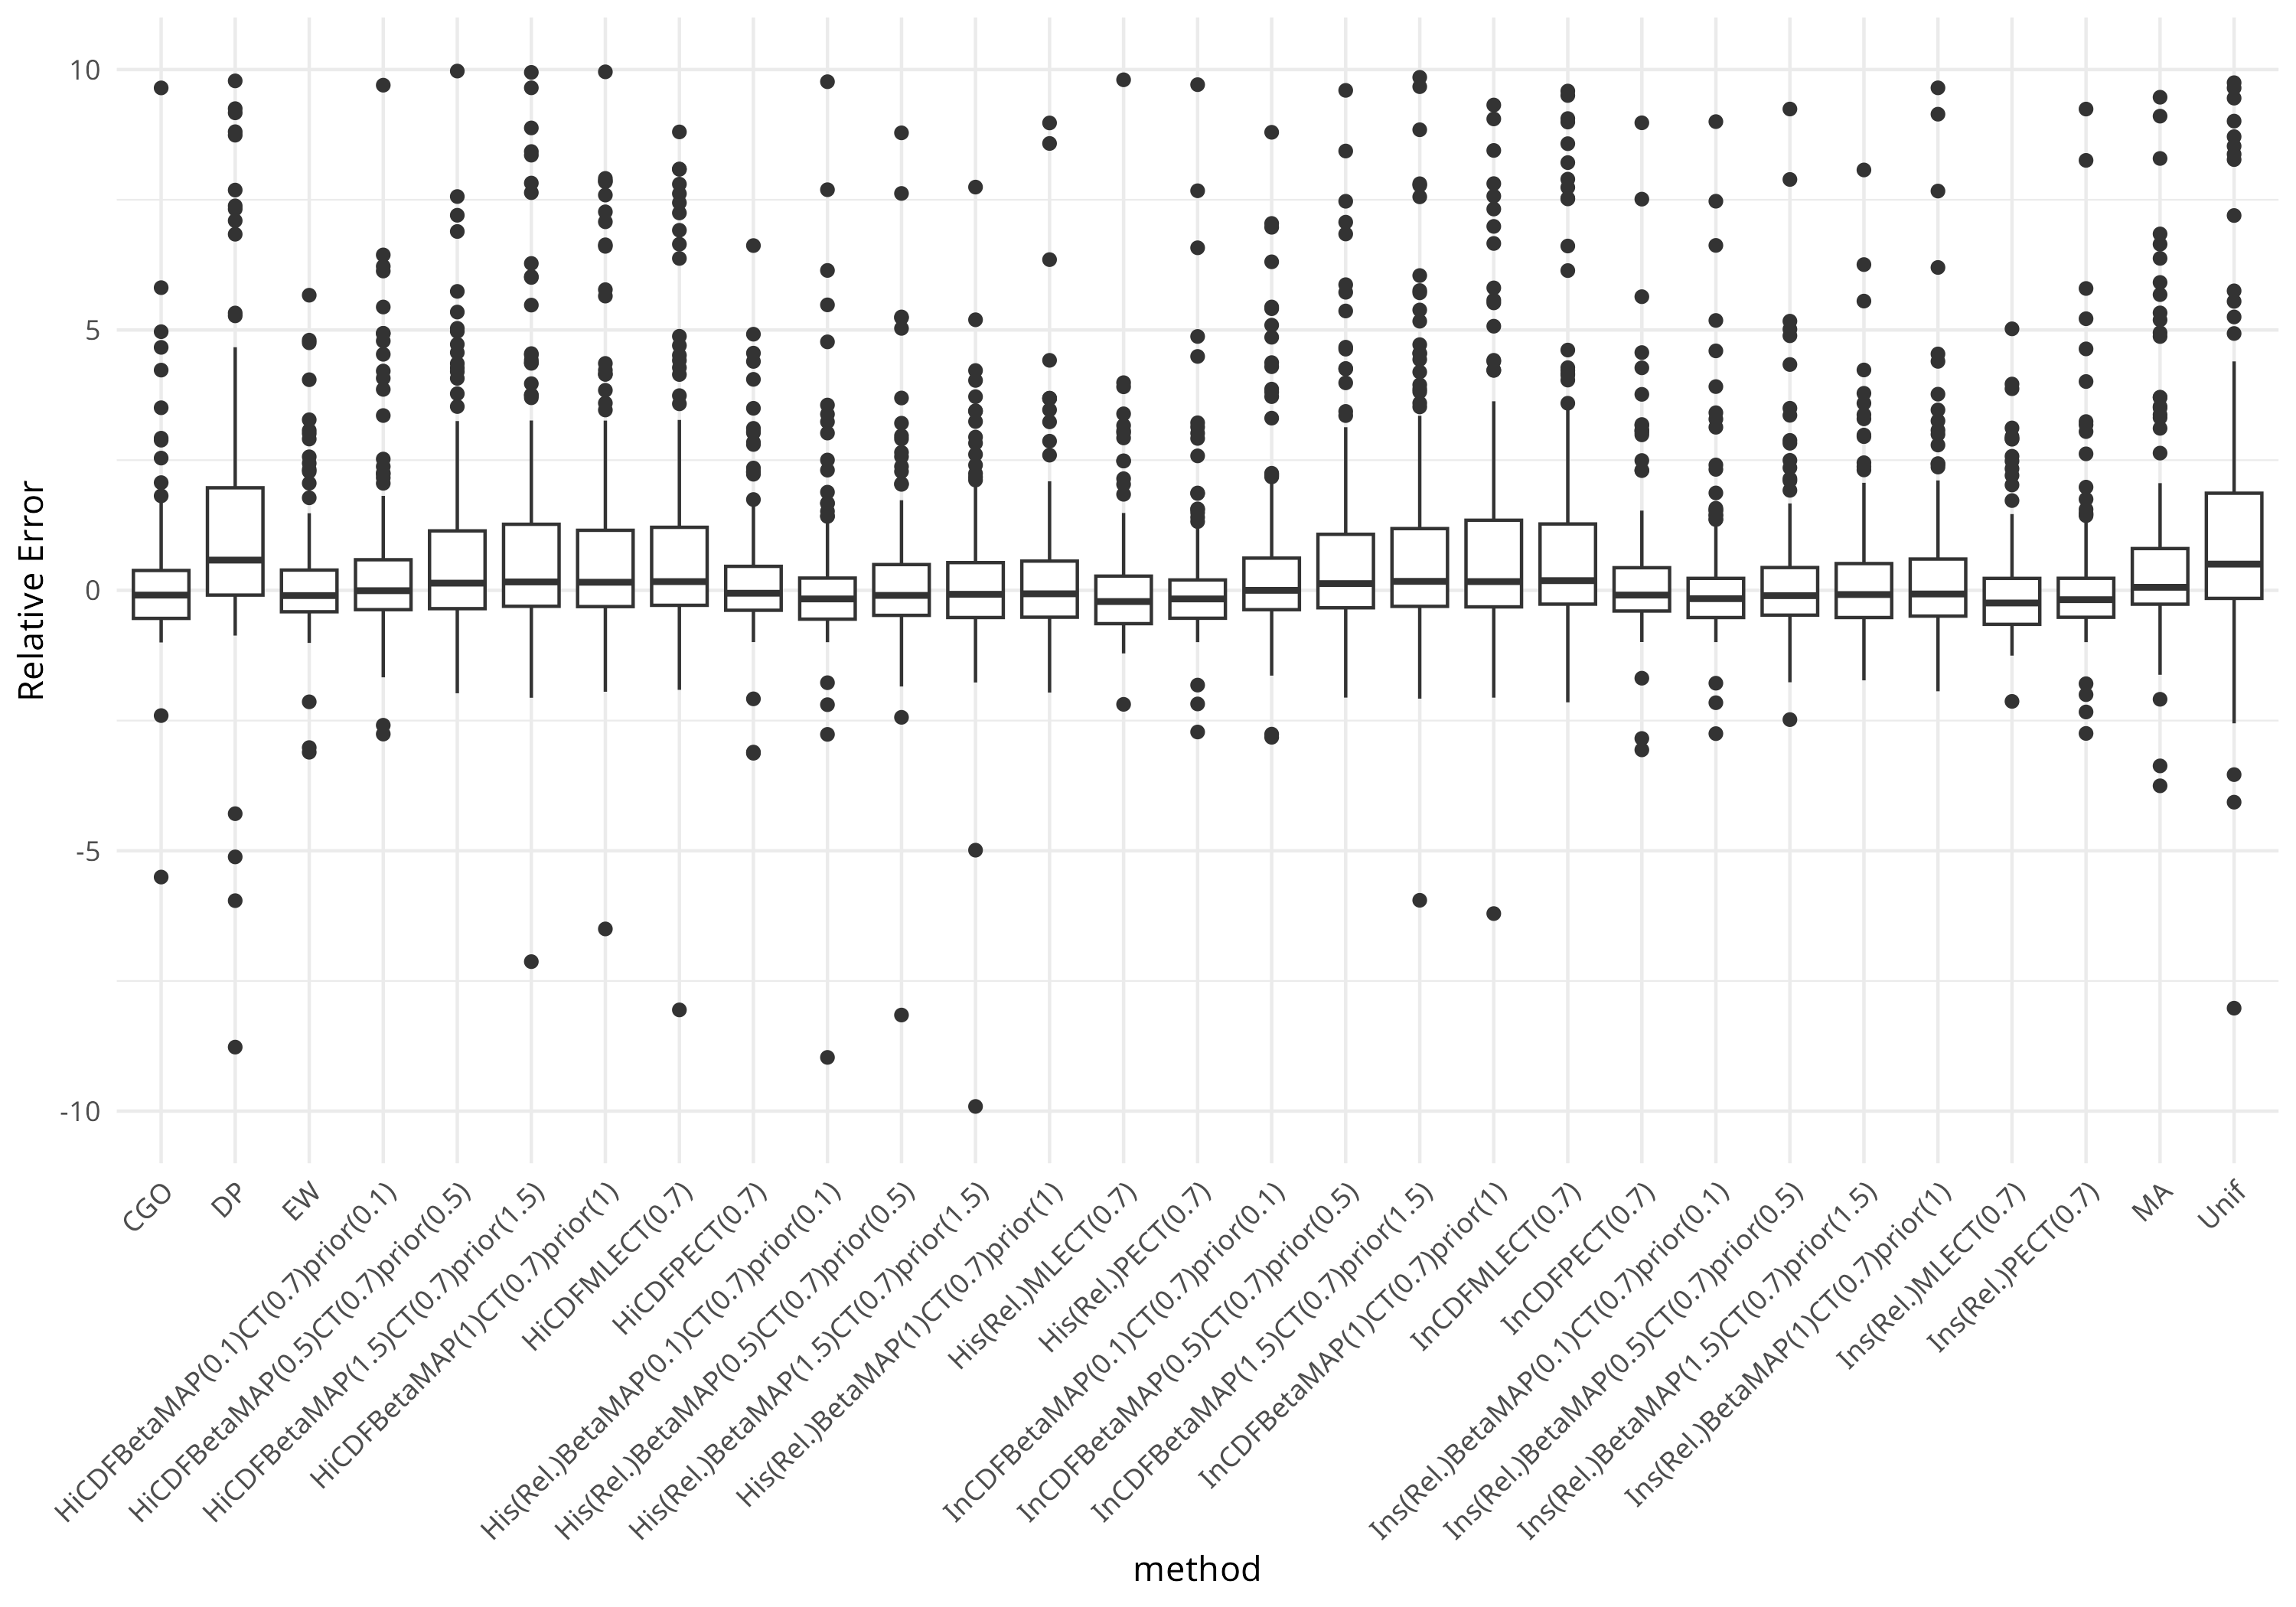 10
5
0
-5
-10
Relative Error
CGO
DP
EW
HiCDFBetaMAP(0.1)CT(0.7)prior(0.1)
HiCDFBetaMAP(0.5)CT(0.7)prior(0.5)
HiCDFBetaMAP(1.5)CT(0.7)prior(1.5)
HiCDFBetaMAP(1)CT(0.7)prior(1)
HiCDFMLECT(0.7)
HiCDFPECT(0.7)
His(Rel.)BetaMAP(0.1)CT(0.7)prior(0.1)
His(Rel.)BetaMAP(0.5)CT(0.7)prior(0.5)
His(Rel.)BetaMAP(1.5)CT(0.7)prior(1.5)
His(Rel.)BetaMAP(1)CT(0.7)prior(1)
His(Rel.)MLECT(0.7)
His(Rel.)PECT(0.7)
InCDFBetaMAP(0.1)CT(0.7)prior(0.1)
InCDFBetaMAP(0.5)CT(0.7)prior(0.5)
InCDFBetaMAP(1.5)CT(0.7)prior(1.5)
InCDFBetaMAP(1)CT(0.7)prior(1)
InCDFMLECT(0.7)
InCDFPECT(0.7)
Ins(Rel.)BetaMAP(0.1)CT(0.7)prior(0.1)
Ins(Rel.)BetaMAP(0.5)CT(0.7)prior(0.5)
Ins(Rel.)BetaMAP(1.5)CT(0.7)prior(1.5)
Ins(Rel.)BetaMAP(1)CT(0.7)prior(1)
Ins(Rel.)MLECT(0.7)
Ins(Rel.)PECT(0.7)
MA
Unif
method